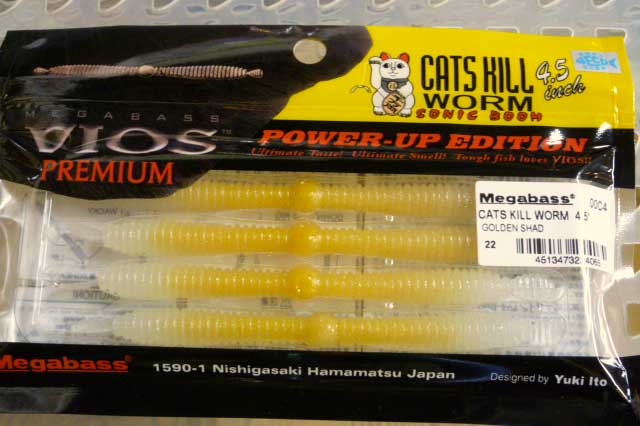 MEGABASS
VIOS™
PREMIUM
CATS KILL
WORM
4.5 inch
SONIC BOOM
POWER-UP EDITION
Ultimate Taste! Ultimate Smell! Tough fish loves VIOS!!
Megabass® 00C4
CATS KILL WORM 4.5"
GOLDEN SHAD
22
Megabass®
1590-1 Nishigasaki Hamamatsu Japan
Designed by Yuki Ito